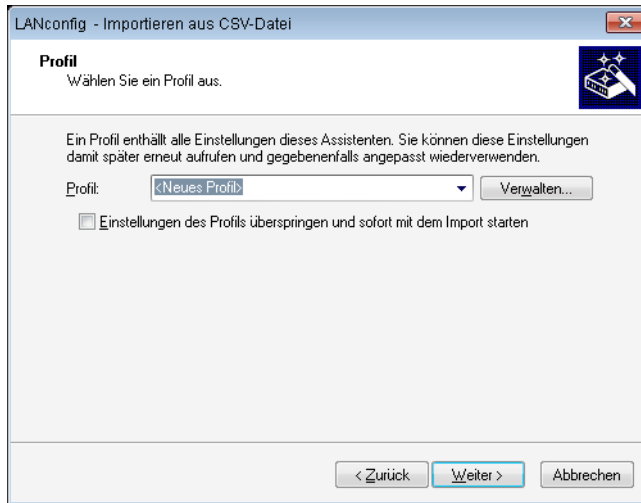 LANconfig - Importieren aus CSV-Datei
Profil
Wählen Sie ein Profil aus.
Ein Profil enthällt alle Einstellungen dieses Assistenten. Sie können diese Einstellungen
damit später erneut aufrufen und gegebenenfalls angepasst wiederverwenden.
Profil: <Neues Profil> Verwalten...
Einstellungen des Profils überspringen und sofort mit dem Import starten
< Zurück Weiter > Abbrechen